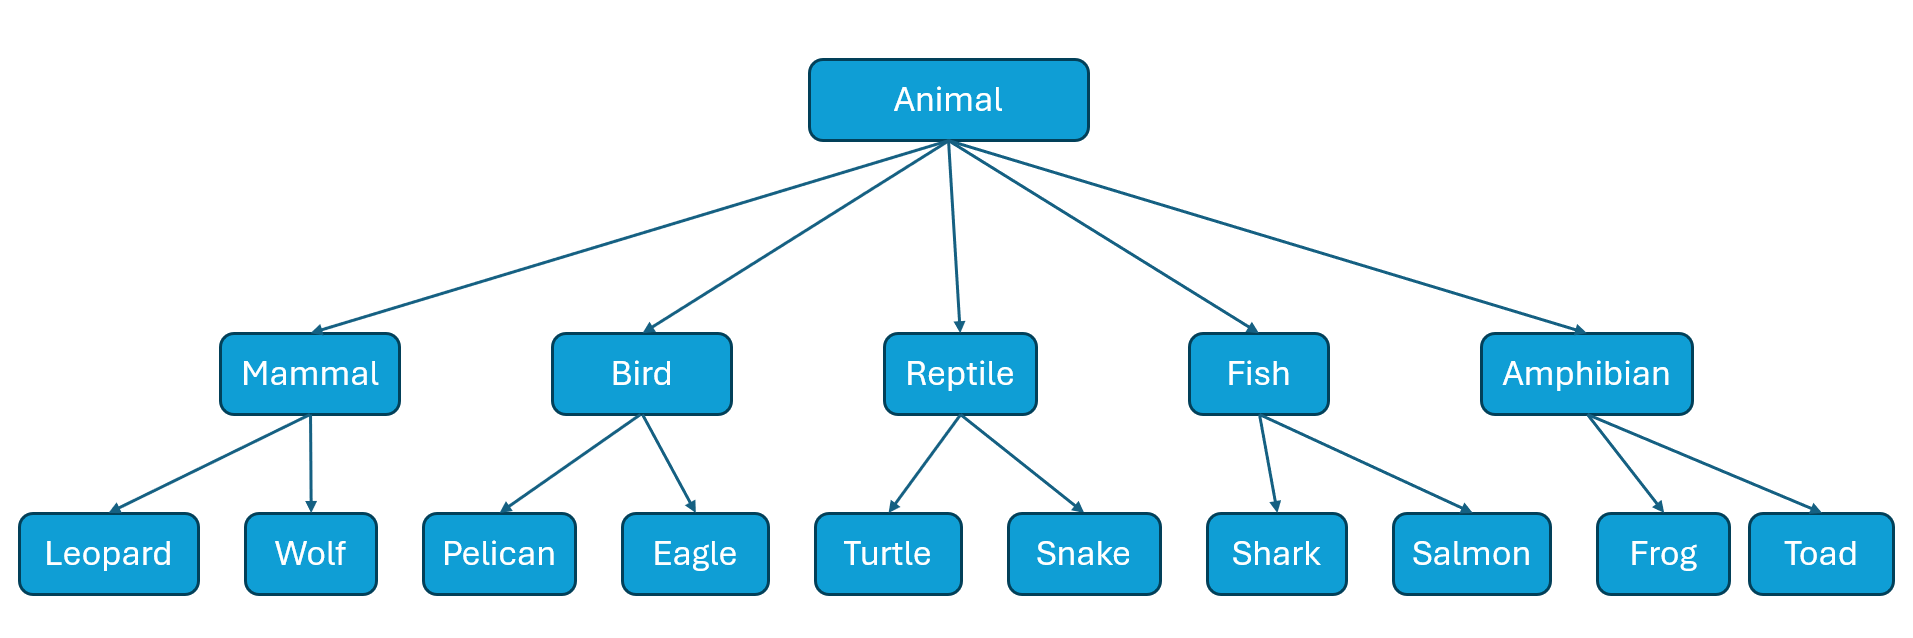 Animal
Mammal
Bird
Reptile
Fish
Amphibian
Leopard
Wolf
Pelican
Eagle
Turtle
Snake
Shark
Salmon
Frog
Toad